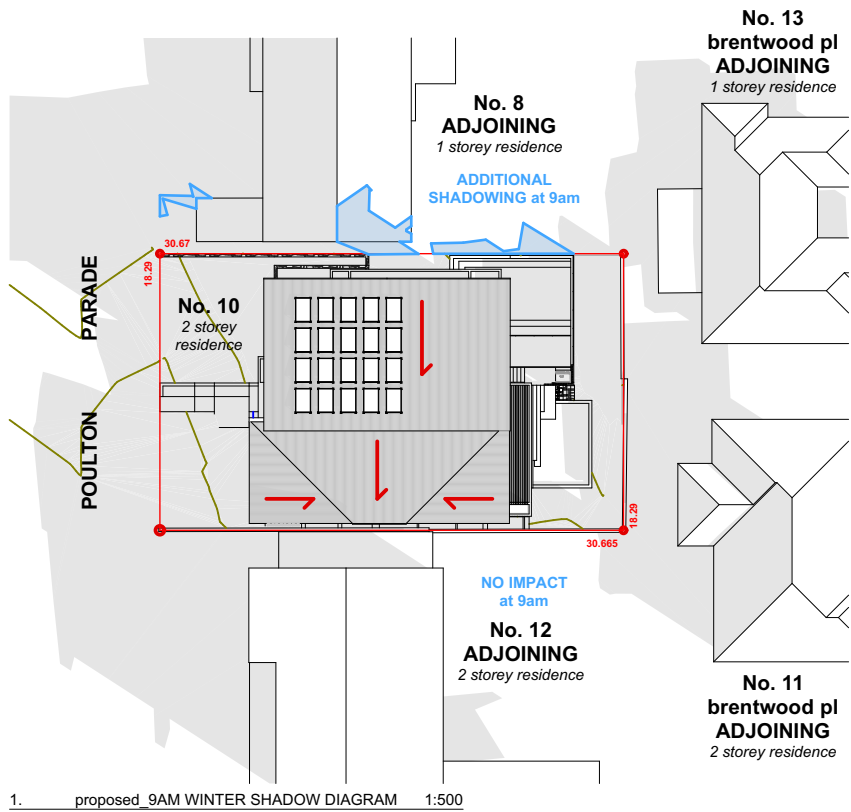 No. 13
brentwood pl
ADJOINING
1 storey residence
No. 8
ADJOINING
1 storey residence
ADDITIONAL
SHADOWING at 9am
30.67
18.29
PARADE
No. 10
2 storey
residence
POULTON
18.29
30.665
NO IMPACT
at 9am
No. 12
ADJOINING
2 storey residence
No. 11
brentwood pl
ADJOINING
2 storey residence
1. proposed_9AM WINTER SHADOW DIAGRAM 1:500